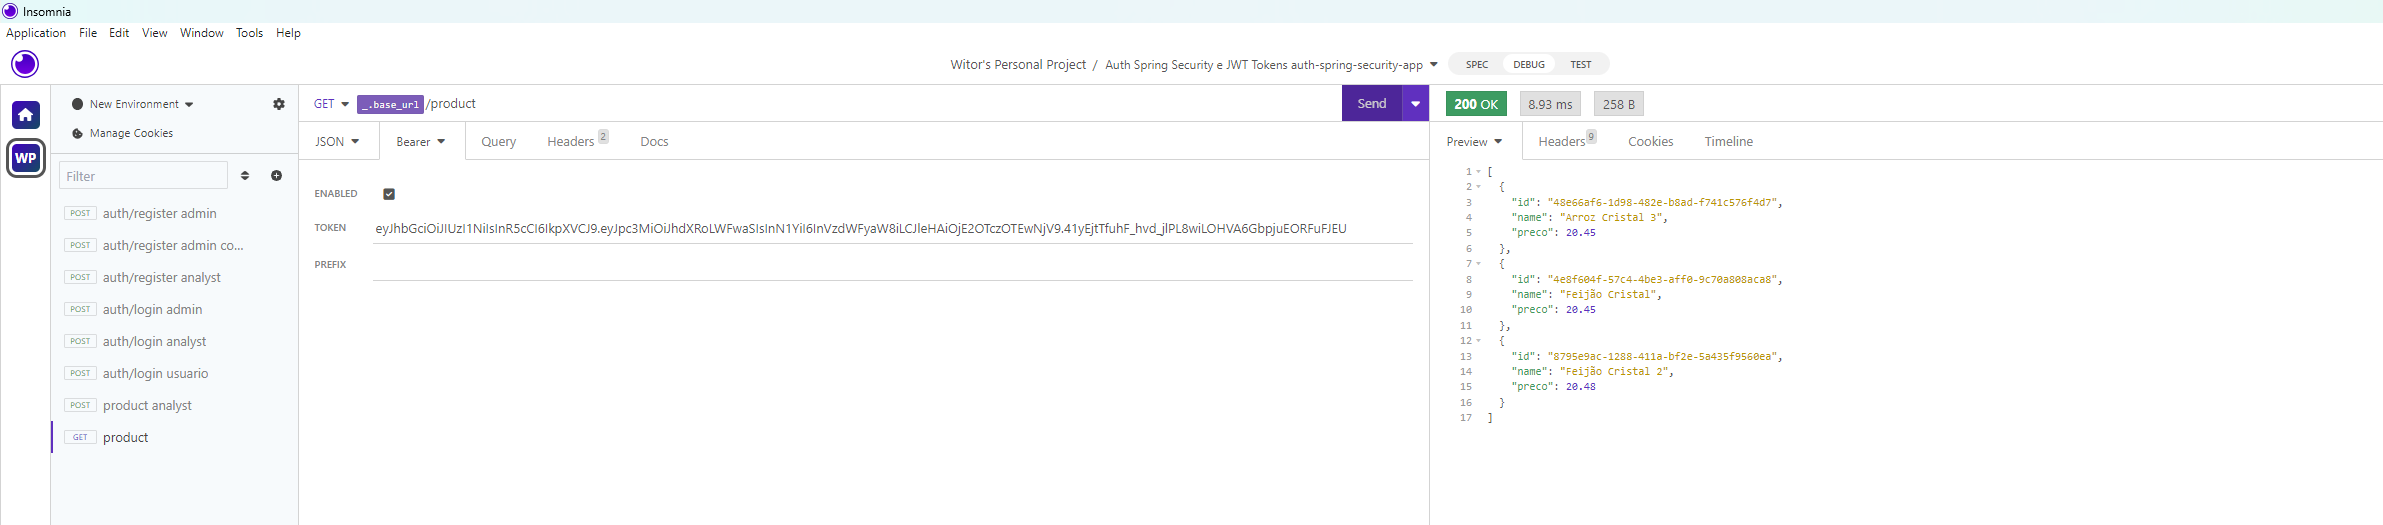 Insomnia
Application File Edit View Window Tools Help
Witor's Personal Project / Auth Spring Security e JWT Tokens auth-spring-security-app
SPEC DEBUG TEST
WP
New Environment
Manage Cookies
Filter
POST auth/register admin
POST auth/register admin co...
POST auth/register analyst
POST auth/login admin
POST auth/login analyst
POST auth/login usuario
POST product analyst
GET product
GET _.base_url/product
Send
JSON Bearer Query Headers 2 Docs
ENABLED
TOKEN eyJhbGciOiJIUzI1NiIsInR5cCI6IkpXVCJ9.eyJpc3MiOiJhdXRoLWFwaSIsInN1YiI6InVzdWFyaW8iLCJleHAiOjE2OTczOTEwNjV9.41yEjtTfuhF_hvd_jlPL8wiLOHVA6GbpjuEORFuFJEU
PREFIX
200 OK 8.93 ms 258 B
Preview Headers 9 Cookies Timeline
1 [
2 {
3 "id": "48e66af6-1d98-482e-b8ad-f741c576f4d7",
4 "name": "Arroz Cristal 3",
5 "preco": 20.45
6 },
7 {
8 "id": "4e8f604f-57c4-4be3-aff0-9c70a808aca8",
9 "name": "Feijão Cristal",
10 "preco": 20.45
11 },
12 {
13 "id": "8795e9ac-1288-411a-bf2e-5a435f9560ea",
14 "name": "Feijão Cristal 2",
15 "preco": 20.48
16 }
17 ]